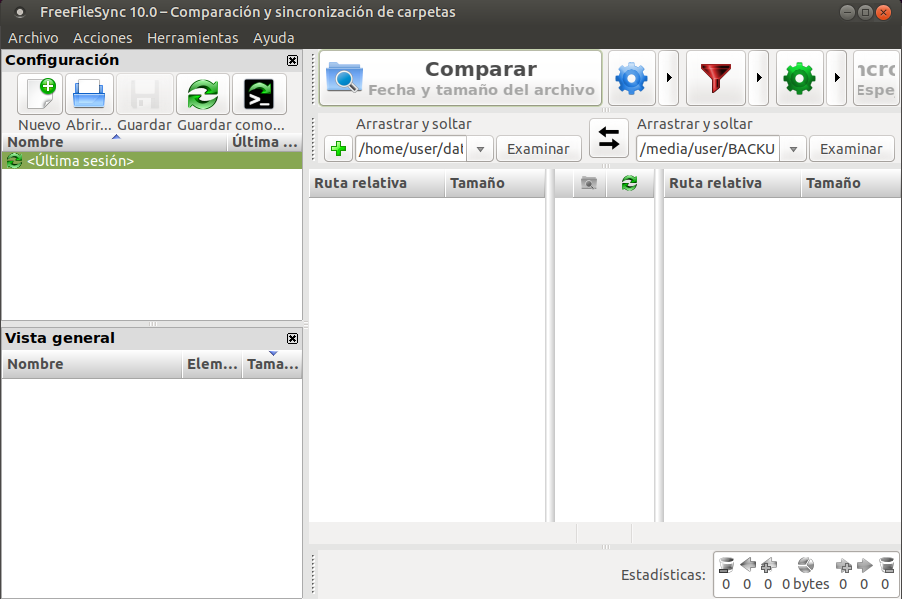 FreeFileSync 10.0 – Comparación y sincronización de carpetas
Archivo Acciones Herramientas Ayuda
Configuración
Nuevo Abrir... Guardar Guardar como...
Nombre Última ...
<Última sesión>
Vista general
Nombre Elem... Tama...
Comparar
Fecha y tamaño del archivo
Espe
Arrastrar y soltar
/home/user/dat
Examinar
Arrastrar y soltar
/media/user/BACKU
Examinar
Ruta relativa Tamaño
Ruta relativa Tamaño
Estadísticas:
0 0 0 0 bytes 0 0 0